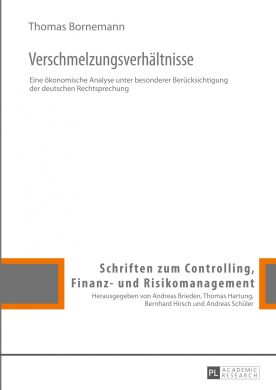 Thomas Bornemann
Verschmelzungsverhältnisse
Eine ökonomische Analyse unter besonderer Berücksichtigung
der deutschen Rechtsprechung
Schriften zum Controlling,
Finanz- und Risikomanagement
Herausgegeben von Andreas Brieden, Thomas Hartung,
Bernhard Hirsch und Andreas Schüler
PL ACADEMIC
RESEARCH